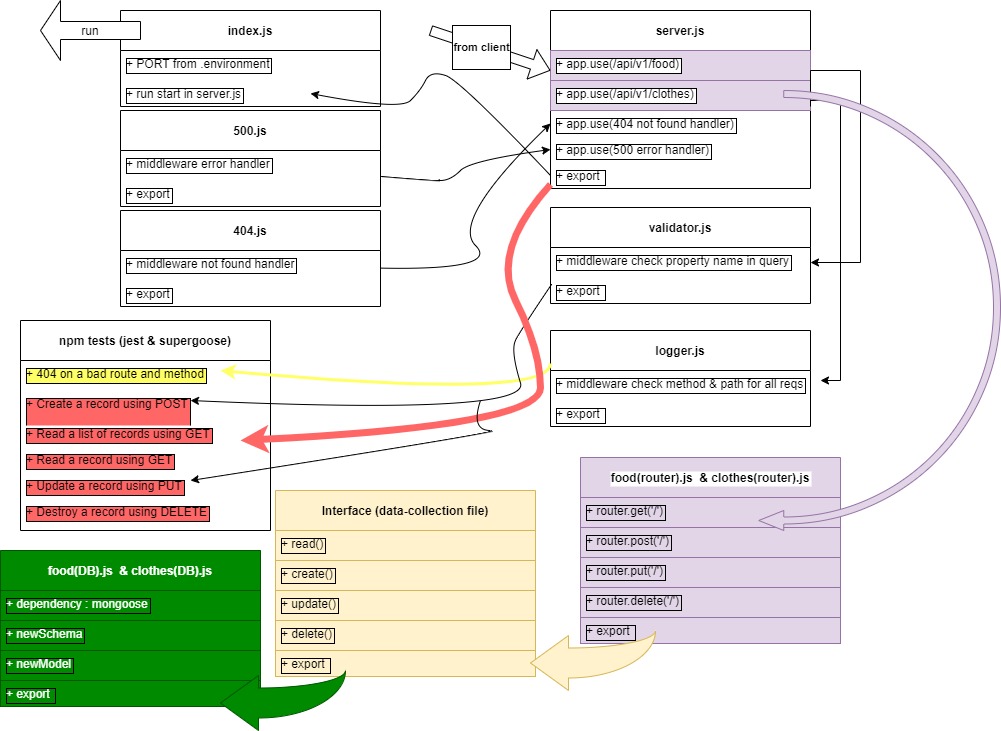 run
index.js
+ PORT from .environment
+ run start in server.js
500.js
+ middleware error handler
+ export
404.js
+ middleware not found handler
+ export
from client
server.js
+ app.use(/api/v1/food)
+ app.use(/api/v1/clothes)
+ app.use(404 not found handler)
+ app.use(500 error handler)
+ export
validator.js
+ middleware check property name in query
+ export
logger.js
+ middleware check method & path for all reqs
+ export
npm tests (jest & supergoose)
+ 404 on a bad route and method
+ Create a record using POST
+ Read a list of records using GET
+ Read a record using GET
+ Update a record using PUT
+ Destroy a record using DELETE
food(router).js & clothes(router).js
+ router.get('/')
+ router.post('/')
+ router.put('/')
+ router.delete('/')
+ export
Interface (data-collection file)
+ read()
+ create()
+ update()
+ delete()
+ export
food(DB).js & clothes(DB).js
+ dependency : mongoose
+ newSchema
+ newModel
+ export